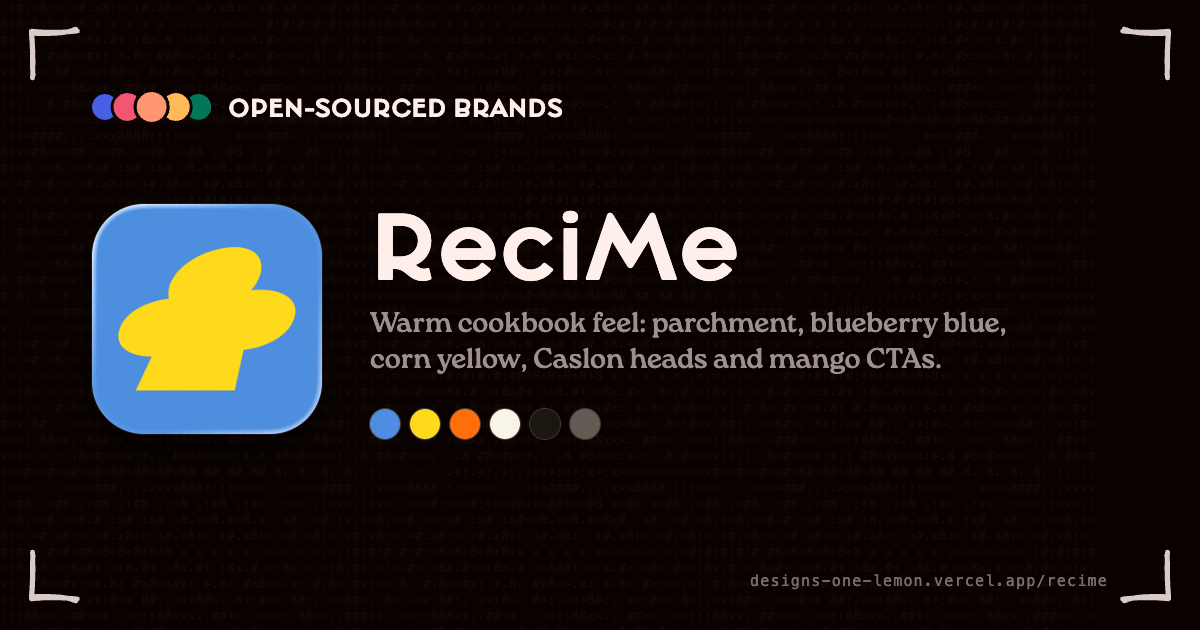 OPEN-SOURCED BRANDS
ReciMe
Warm cookbook feel: parchment, blueberry blue,
corn yellow, Caslon heads and mango CTAs.
designs-one-lemon.vercel.app/recime